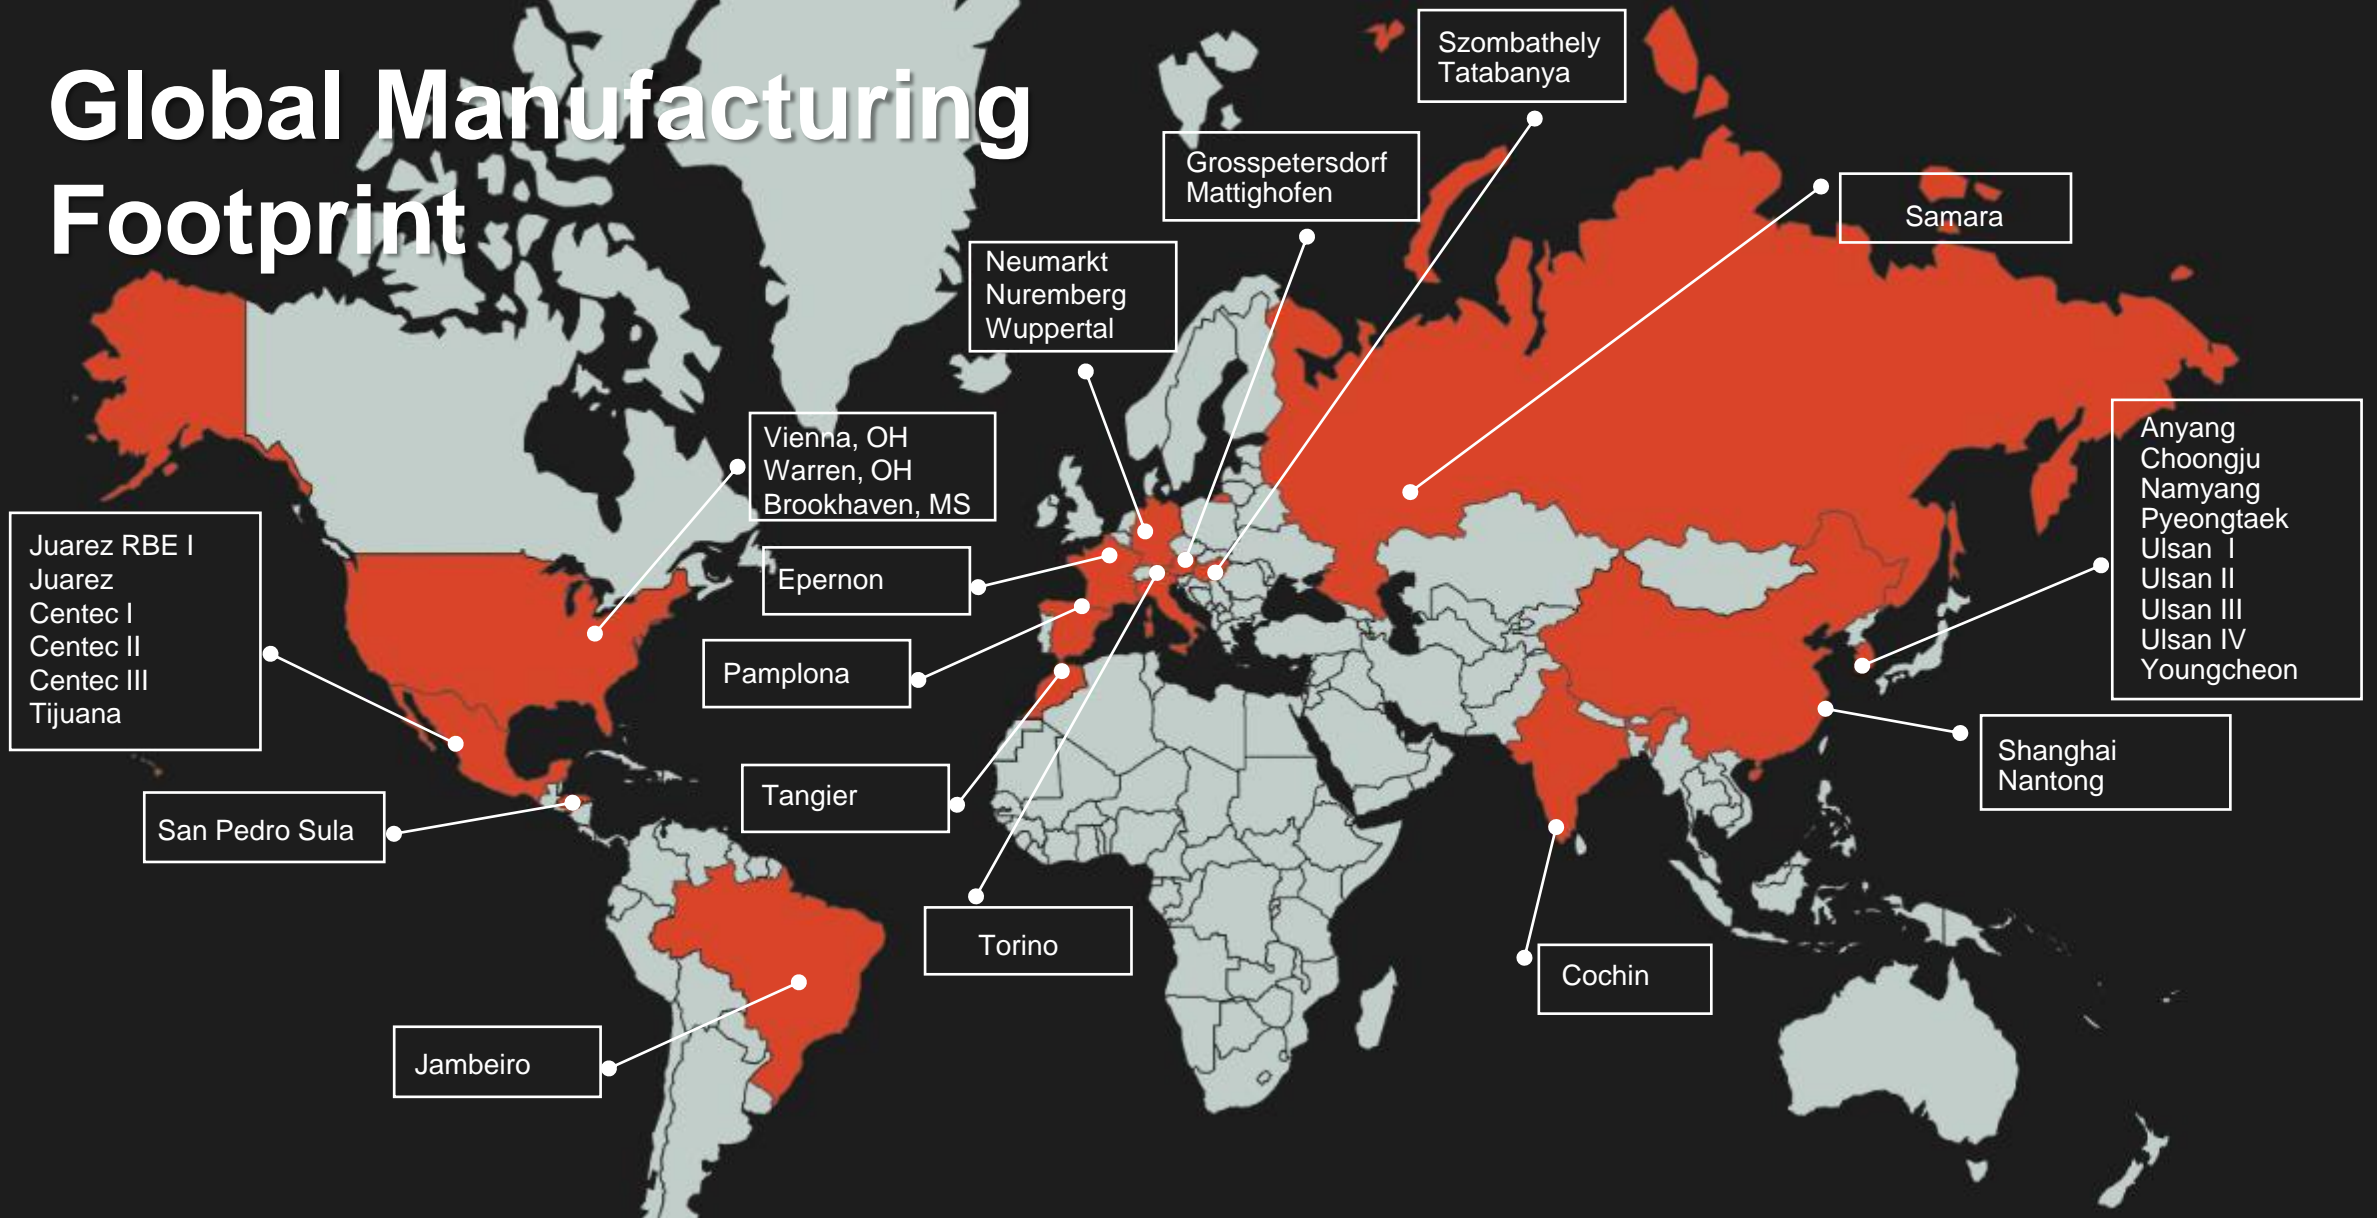 Global Manufacturing
Footprint
Szombathely
Tatabanya
Grosspetersdorf
Mattighofen
Samara
Neumarkt
Nuremberg
Wuppertal
Vienna, OH
Warren, OH
Brookhaven, MS
Anyang
Choongju
Namyang
Pyeongtaek
Ulsan I
Ulsan II
Ulsan III
Ulsan IV
Youngcheon
Juarez RBE I
Juarez
Centec I
Centec II
Centec III
Tijuana
Epernon
Pamplona
Shanghai
Nantong
Tangier
San Pedro Sula
Torino
Cochin
Jambeiro